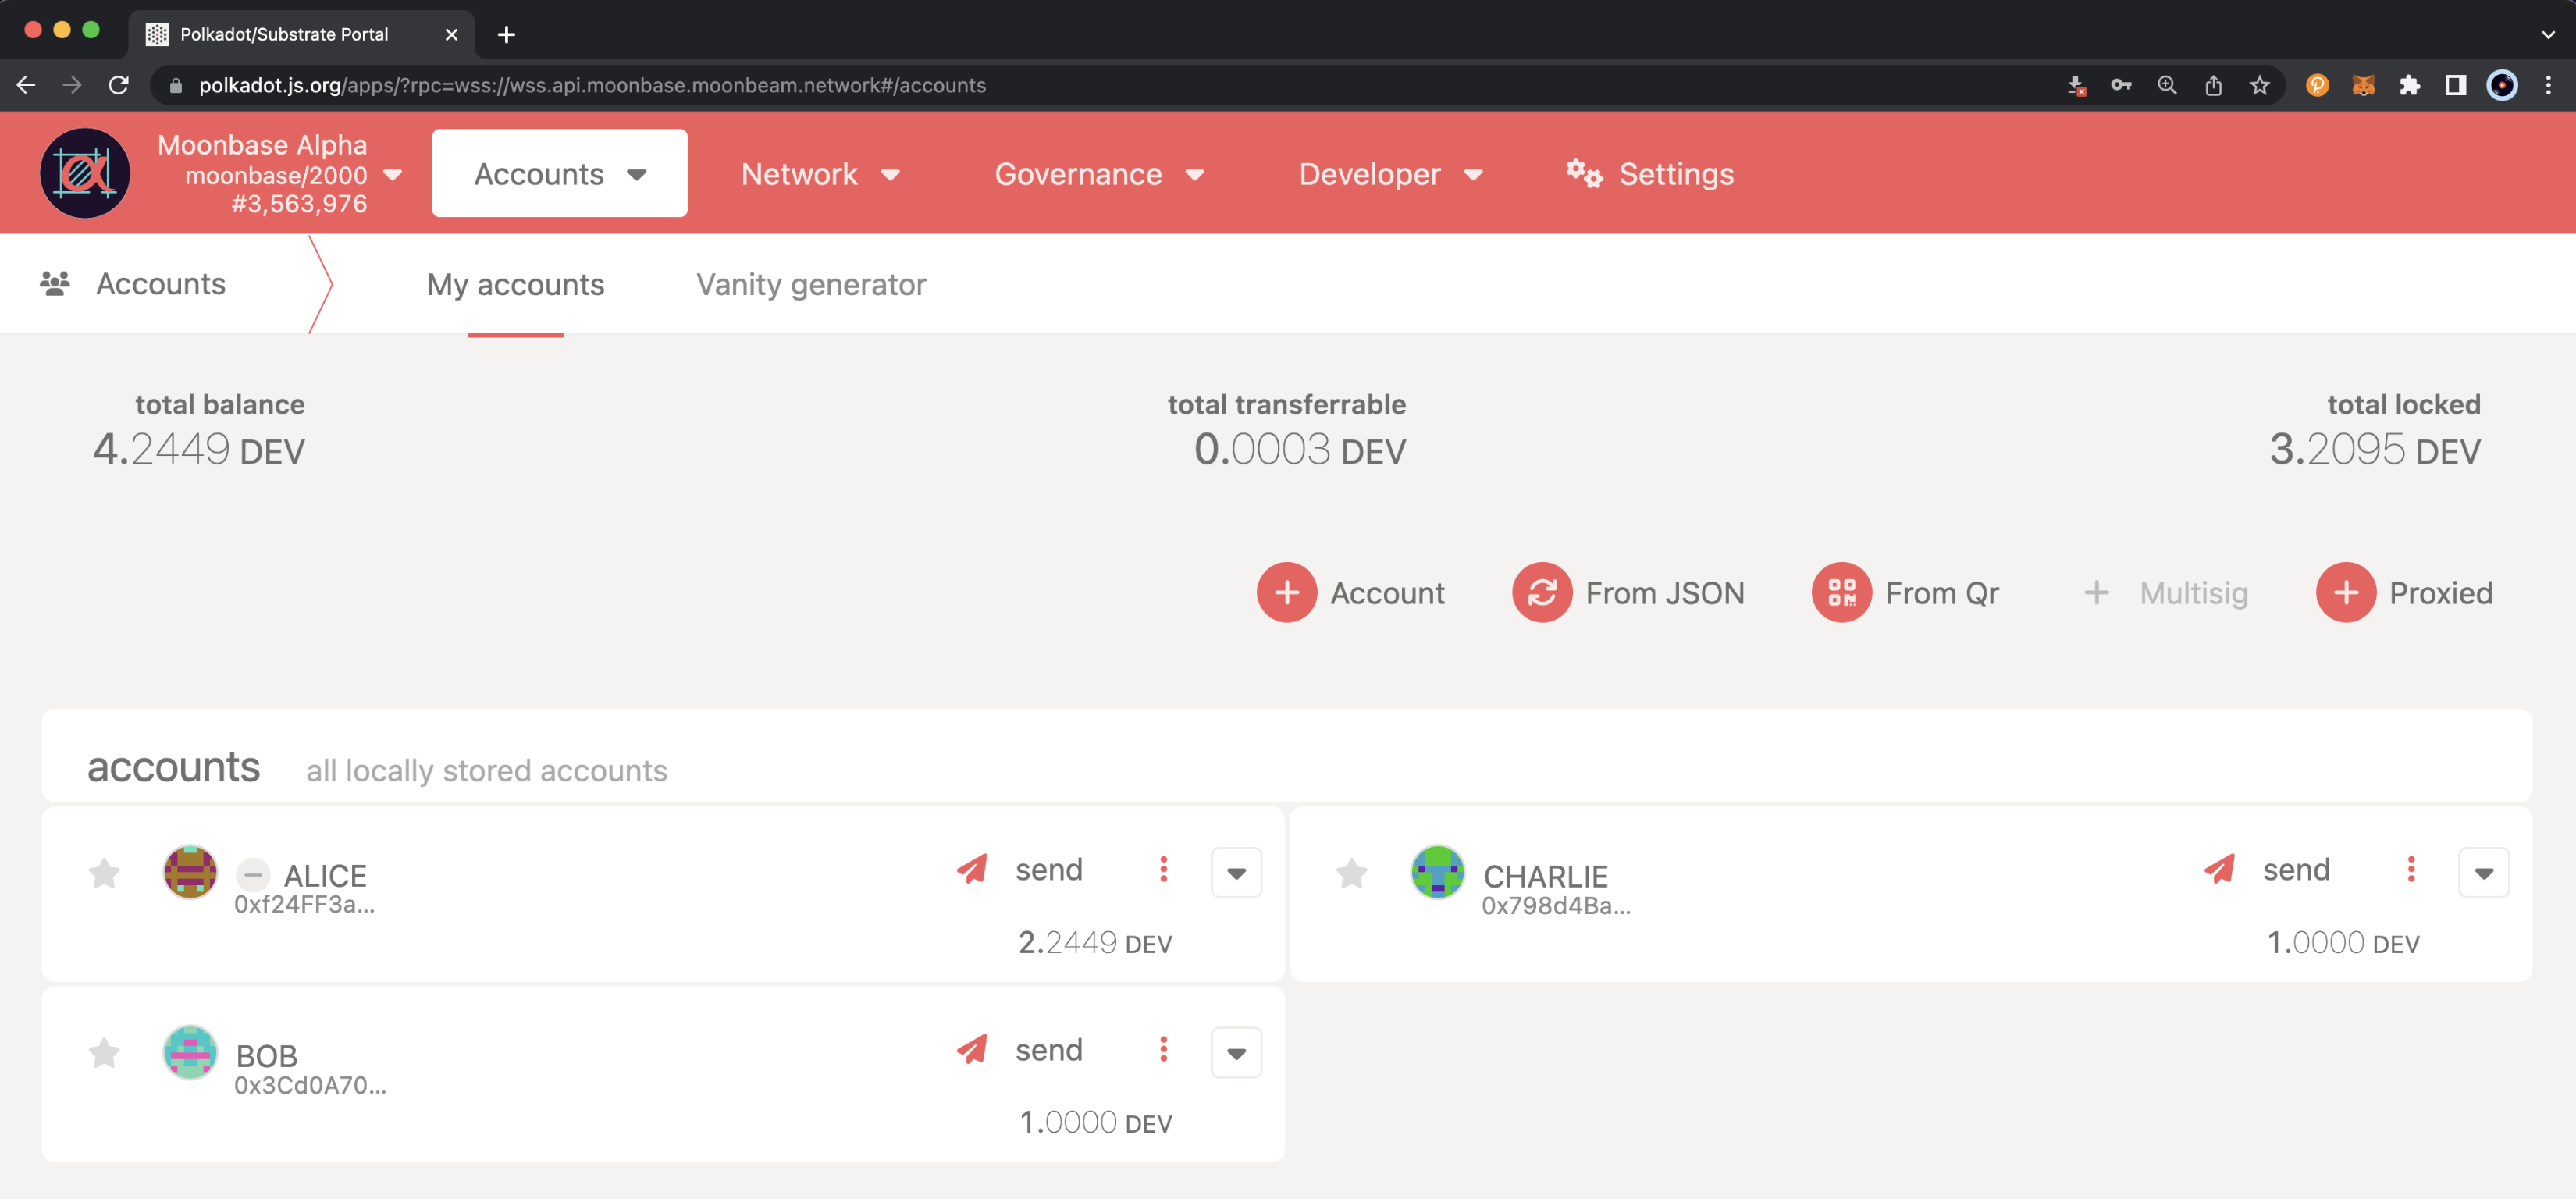 Polkadot/Substrate Portal
polkadot.js.org/apps/?rpc=wss://wss.api.moonbase.moonbeam.network#/accounts
Moonbase Alpha
moonbase/2000
#3,563,976
Accounts
Network
Governance
Developer
Settings
Accounts
My accounts
Vanity generator
total balance
4.2449 DEV
total transferrable
0.0003 DEV
total locked
3.2095 DEV
Account
From JSON
From Qr
Multisig
Proxied
accounts all locally stored accounts
ALICE
0xf24FF3a...
send
2.2449 DEV
CHARLIE
0x798d4Ba...
send
1.0000 DEV
BOB
0x3Cd0A70...
send
1.0000 DEV